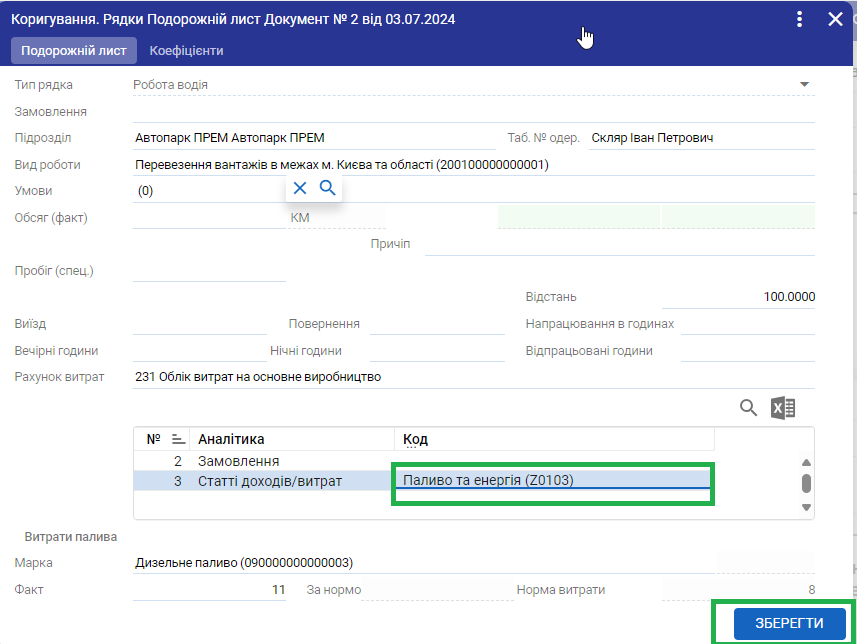 Коригування. Рядки Подорожній лист Документ № 2 від 03.07.2024
Подорожній лист Коефіцієнти
Тип рядка Робота водія
Замовлення
Підрозділ Автопарк ПРЕМ Автопарк ПРЕМ Таб. № одер. Скляр Іван Петрович
Вид роботи Перевезення вантажів в межах м. Києва та області (200100000000001)
Умови (0)
Обсяг (факт) КМ
Причіп
Пробіг (спец.)
Відстань 100.0000
Виїзд Повернення Напрацювання в годинах
Вечірні години Нічні години Відпрацьовані години
Рахунок витрат 231 Облік витрат на основне виробництво
№ Аналітика Код
2 Замовлення
3 Статті доходів/витрат Паливо та енергія (Z0103)
Витрати палива
Марка Дизельне паливо (090000000000003)
Факт 11 За нормо Норма витрати 8
ЗБЕРЕГТИ